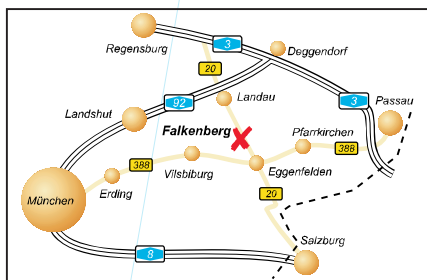 Regensburg
3
Deggendorf
20
92
Landau
3
Passau
Landshut
Falkenberg
Pfarrkirchen
388
388
Vilsbiburg
Eggenfelden
Erding
München
20
Salzburg
8